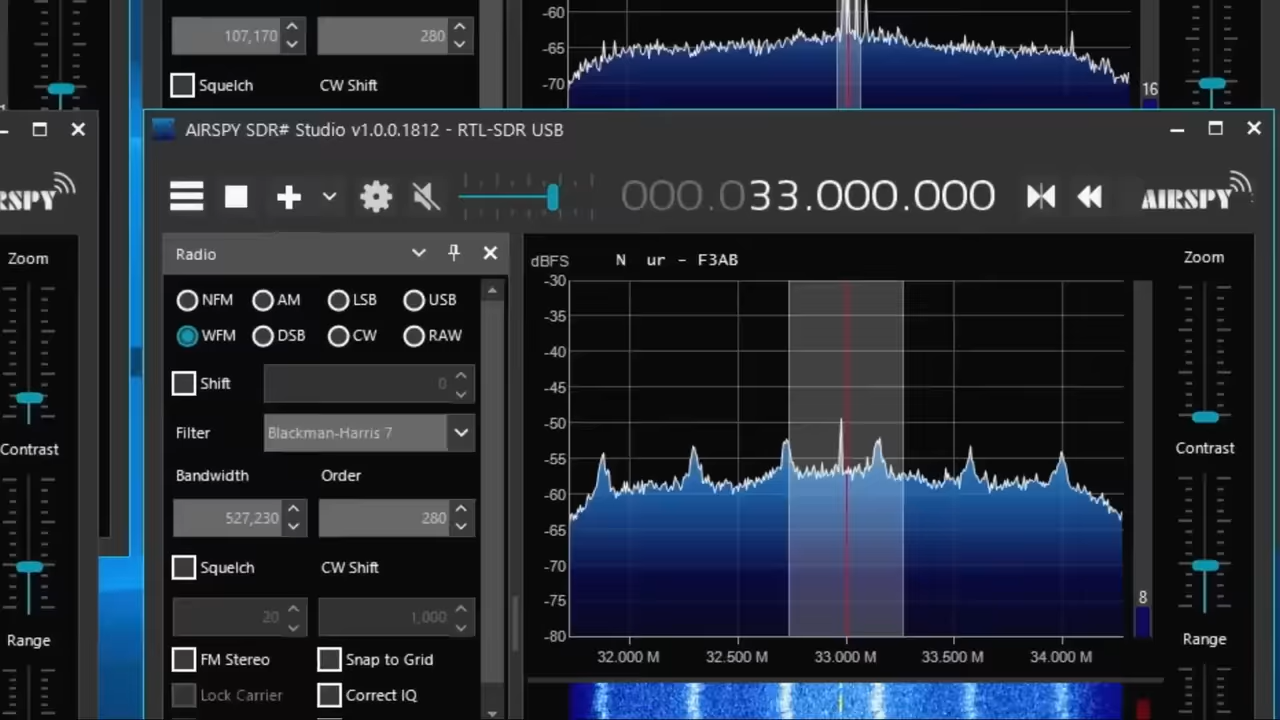 -60
107,170 280
-65
Squelch CW Shift
-70
16
AIRSPY SDR# Studio v1.0.0.1812 - RTL-SDR USB
000.033.000.000
AIRSPY
Radio
dBFS N ur - F3AB
Zoom
Zoom
NFM AM LSB USB
WFM DSB CW RAW
Shift 0
Filter Blackman-Harris 7
Bandwidth Order
527,230 280
Squelch CW Shift
20 1,000
FM Stereo Snap to Grid
Lock Carrier Correct IQ
-30
-35
-40
-45
-50
-55
-60
-65
-70
-75
-80
32.000 M 32.500 M 33.000 M 33.500 M 34.000 M
8
Contrast
Contrast
Range
Range